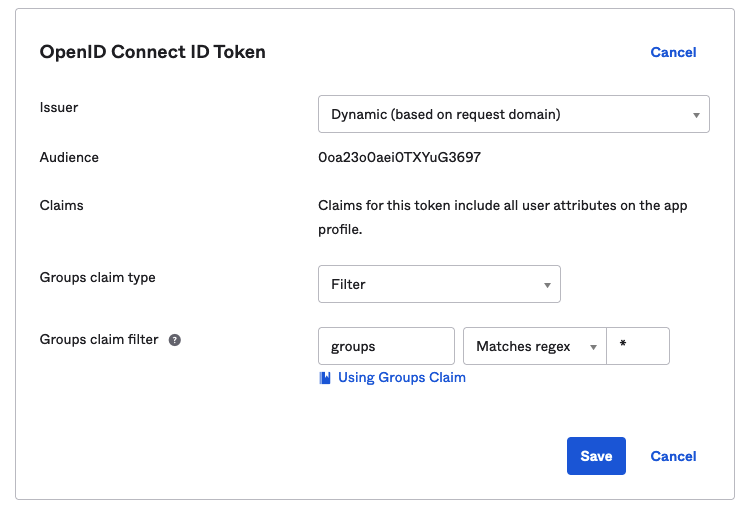 OpenID Connect ID Token
Cancel
Issuer
Dynamic (based on request domain)
Audience
0oa23o0aei0TXYuG3697
Claims
Claims for this token include all user attributes on the app
profile.
Groups claim type
Filter
Groups claim filter ?
groups
Matches regex
*
Using Groups Claim
Save
Cancel